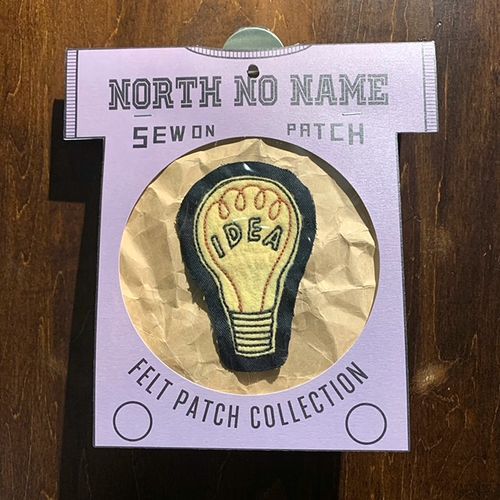 NORTH NO NAME
SEW ON PATCH
IDEA
FELT PATCH COLLECTION